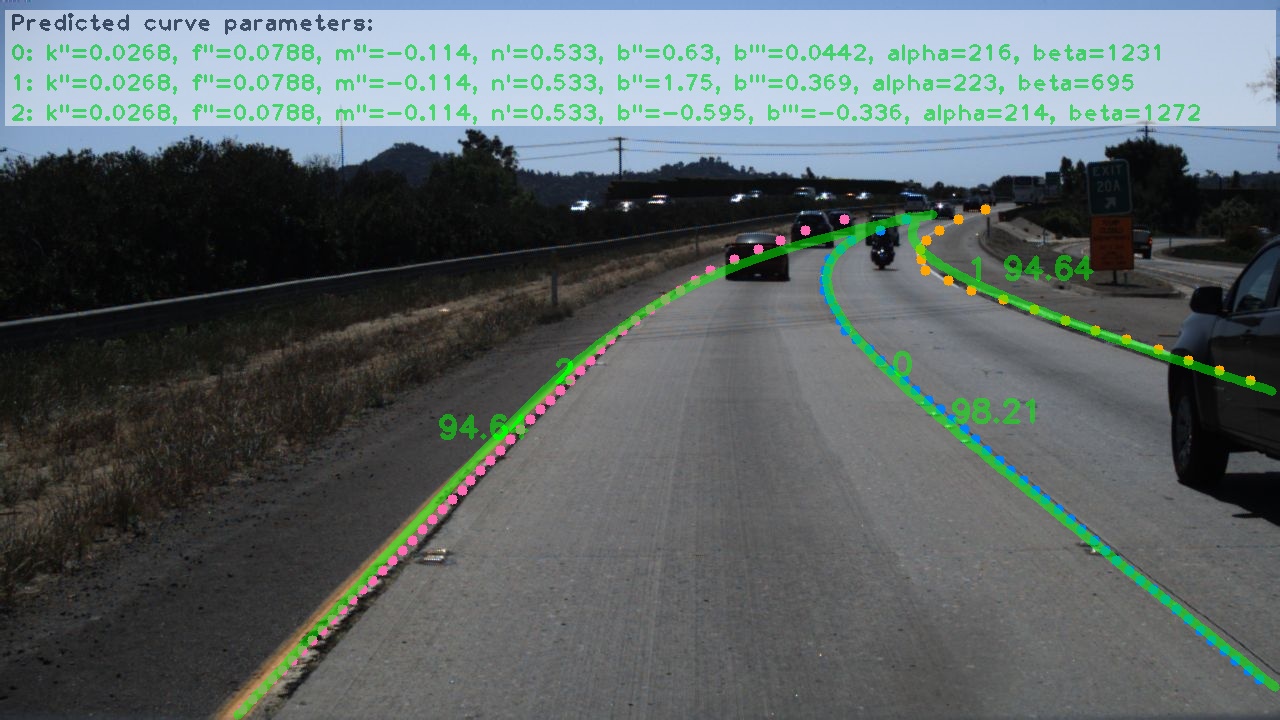 Predicted curve parameters:
0: k''=0.0268, f''=0.0788, m''=-0.114, n'=0.533, b''=0.63, b'''=0.0442, alpha=216, beta=1231
1: k''=0.0268, f''=0.0788, m''=-0.114, n'=0.533, b''=1.75, b'''=0.369, alpha=223, beta=695
2: k''=0.0268, f''=0.0788, m''=-0.114, n'=0.533, b''=-0.595, b'''=-0.336, alpha=214, beta=1272
EXIT
20A
1 94.64
0
98.21
2